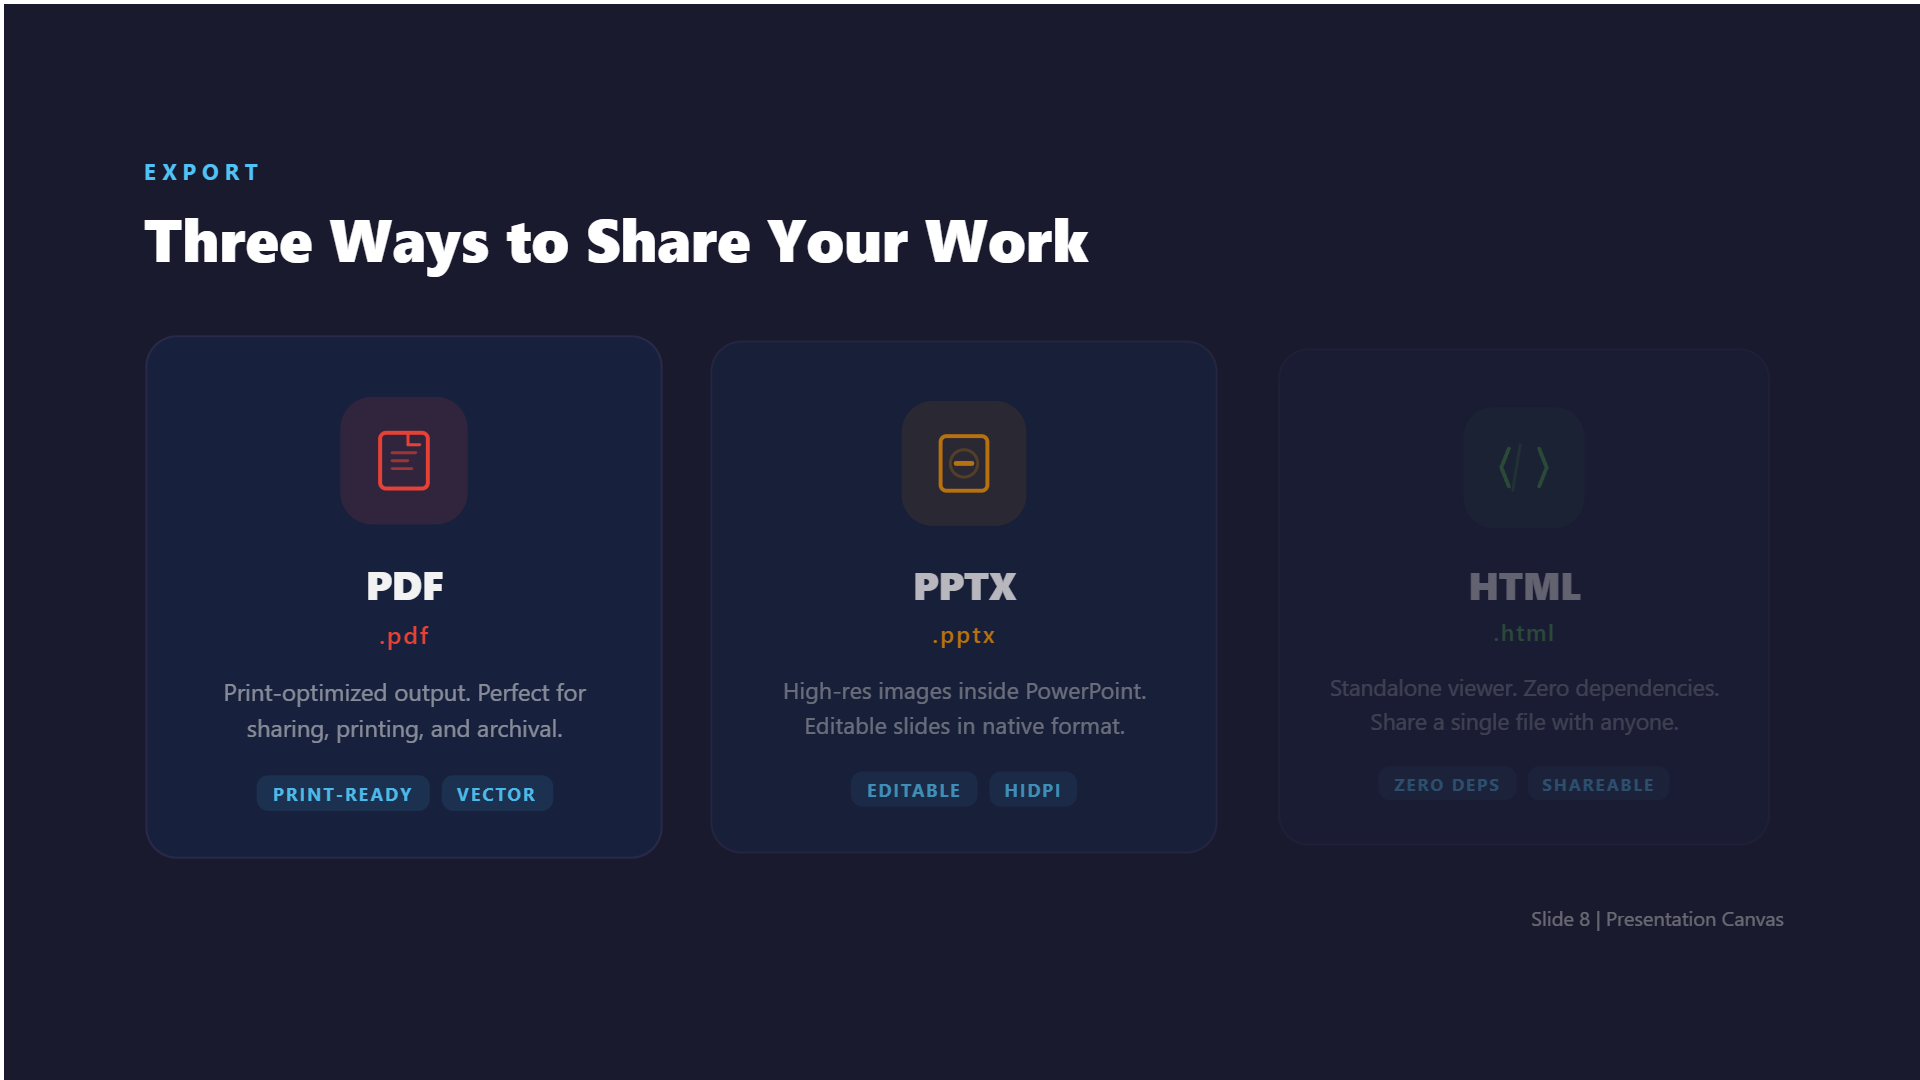 EXPORT
Three Ways to Share Your Work
PDF
.pdf
Print-optimized output. Perfect for
sharing, printing, and archival.
PRINT-READY VECTOR
PPTX
.pptx
High-res images inside PowerPoint.
Editable slides in native format.
EDITABLE HIDPI
HTML
.html
Standalone viewer. Zero dependencies.
Share a single file with anyone.
ZERO DEPS SHAREABLE
Slide 8 | Presentation Canvas